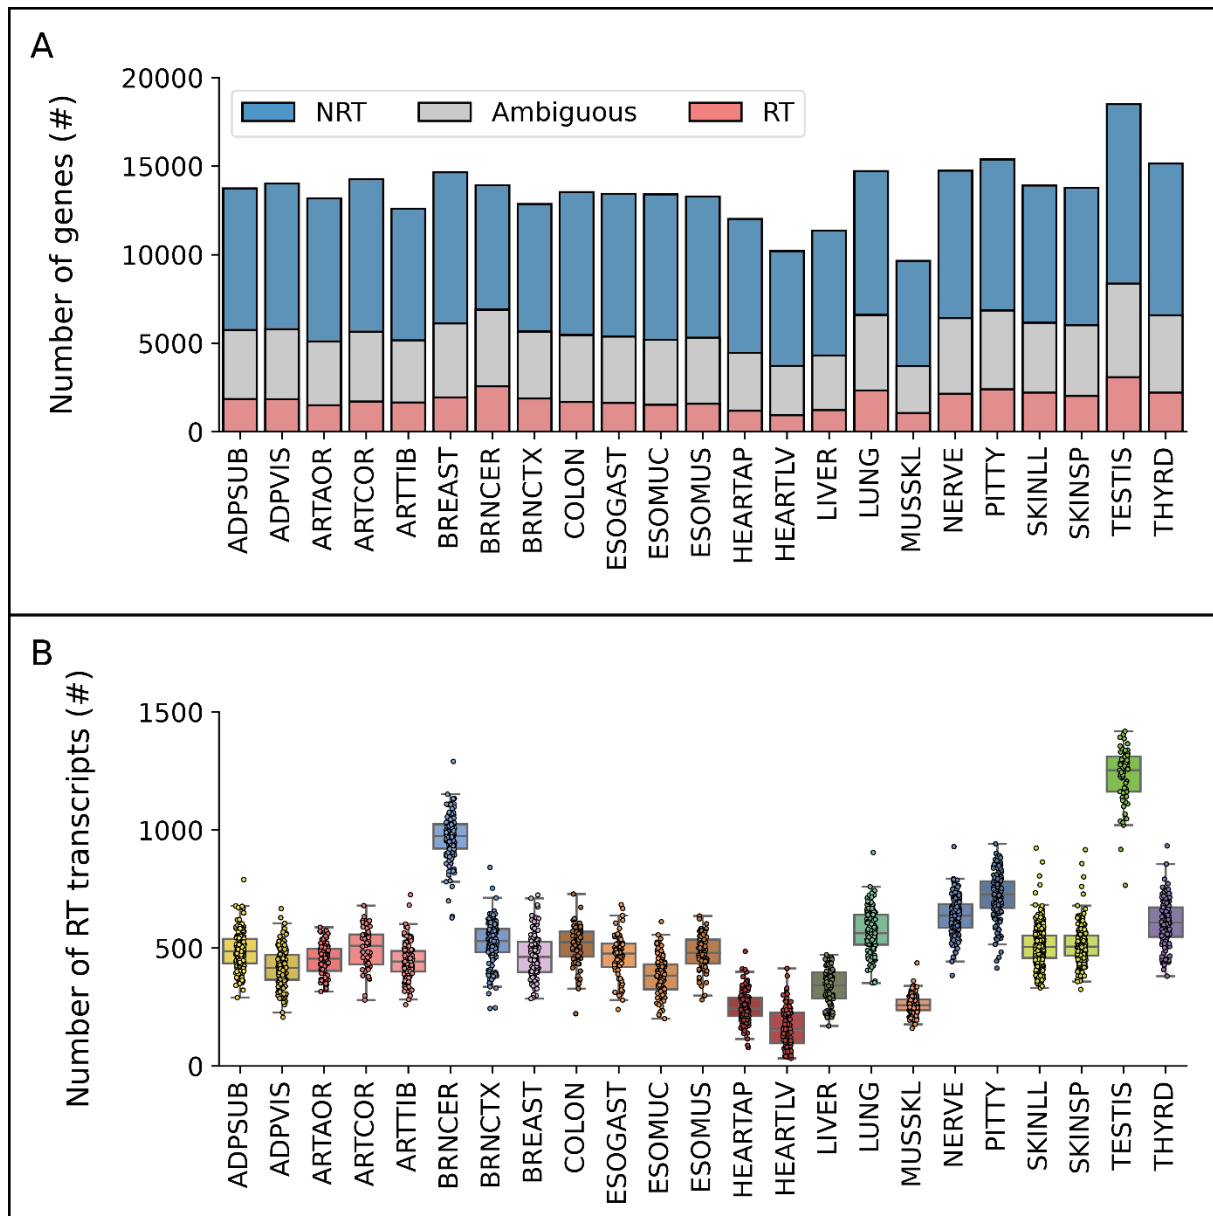 A
Number of genes (#)
20000
15000
10000
5000
0
NRT Ambiguous RT
ADPSUB
ADPVIS
ARTAOR
ARTCOR
ARTTIB
BREAST
BRNCER
BRNCTX
COLON
ESOGAST
ESOMUC
ESOMUS
HEARTAP
HEARTLV
LIVER
LUNG
MUSSKL
NERVE
PITTY
SKINLL
SKINSP
TESTIS
THYRD
B
Number of RT transcripts (#)
1500
1000
500
0
ADPSUB
ADPVIS
ARTAOR
ARTCOR
ARTTIB
BRNCER
BRNCTX
BREAST
COLON
ESOGAST
ESOMUC
ESOMUS
HEARTAP
HEARTLV
LIVER
LUNG
MUSSKL
NERVE
PITTY
SKINLL
SKINSP
TESTIS
THYRD